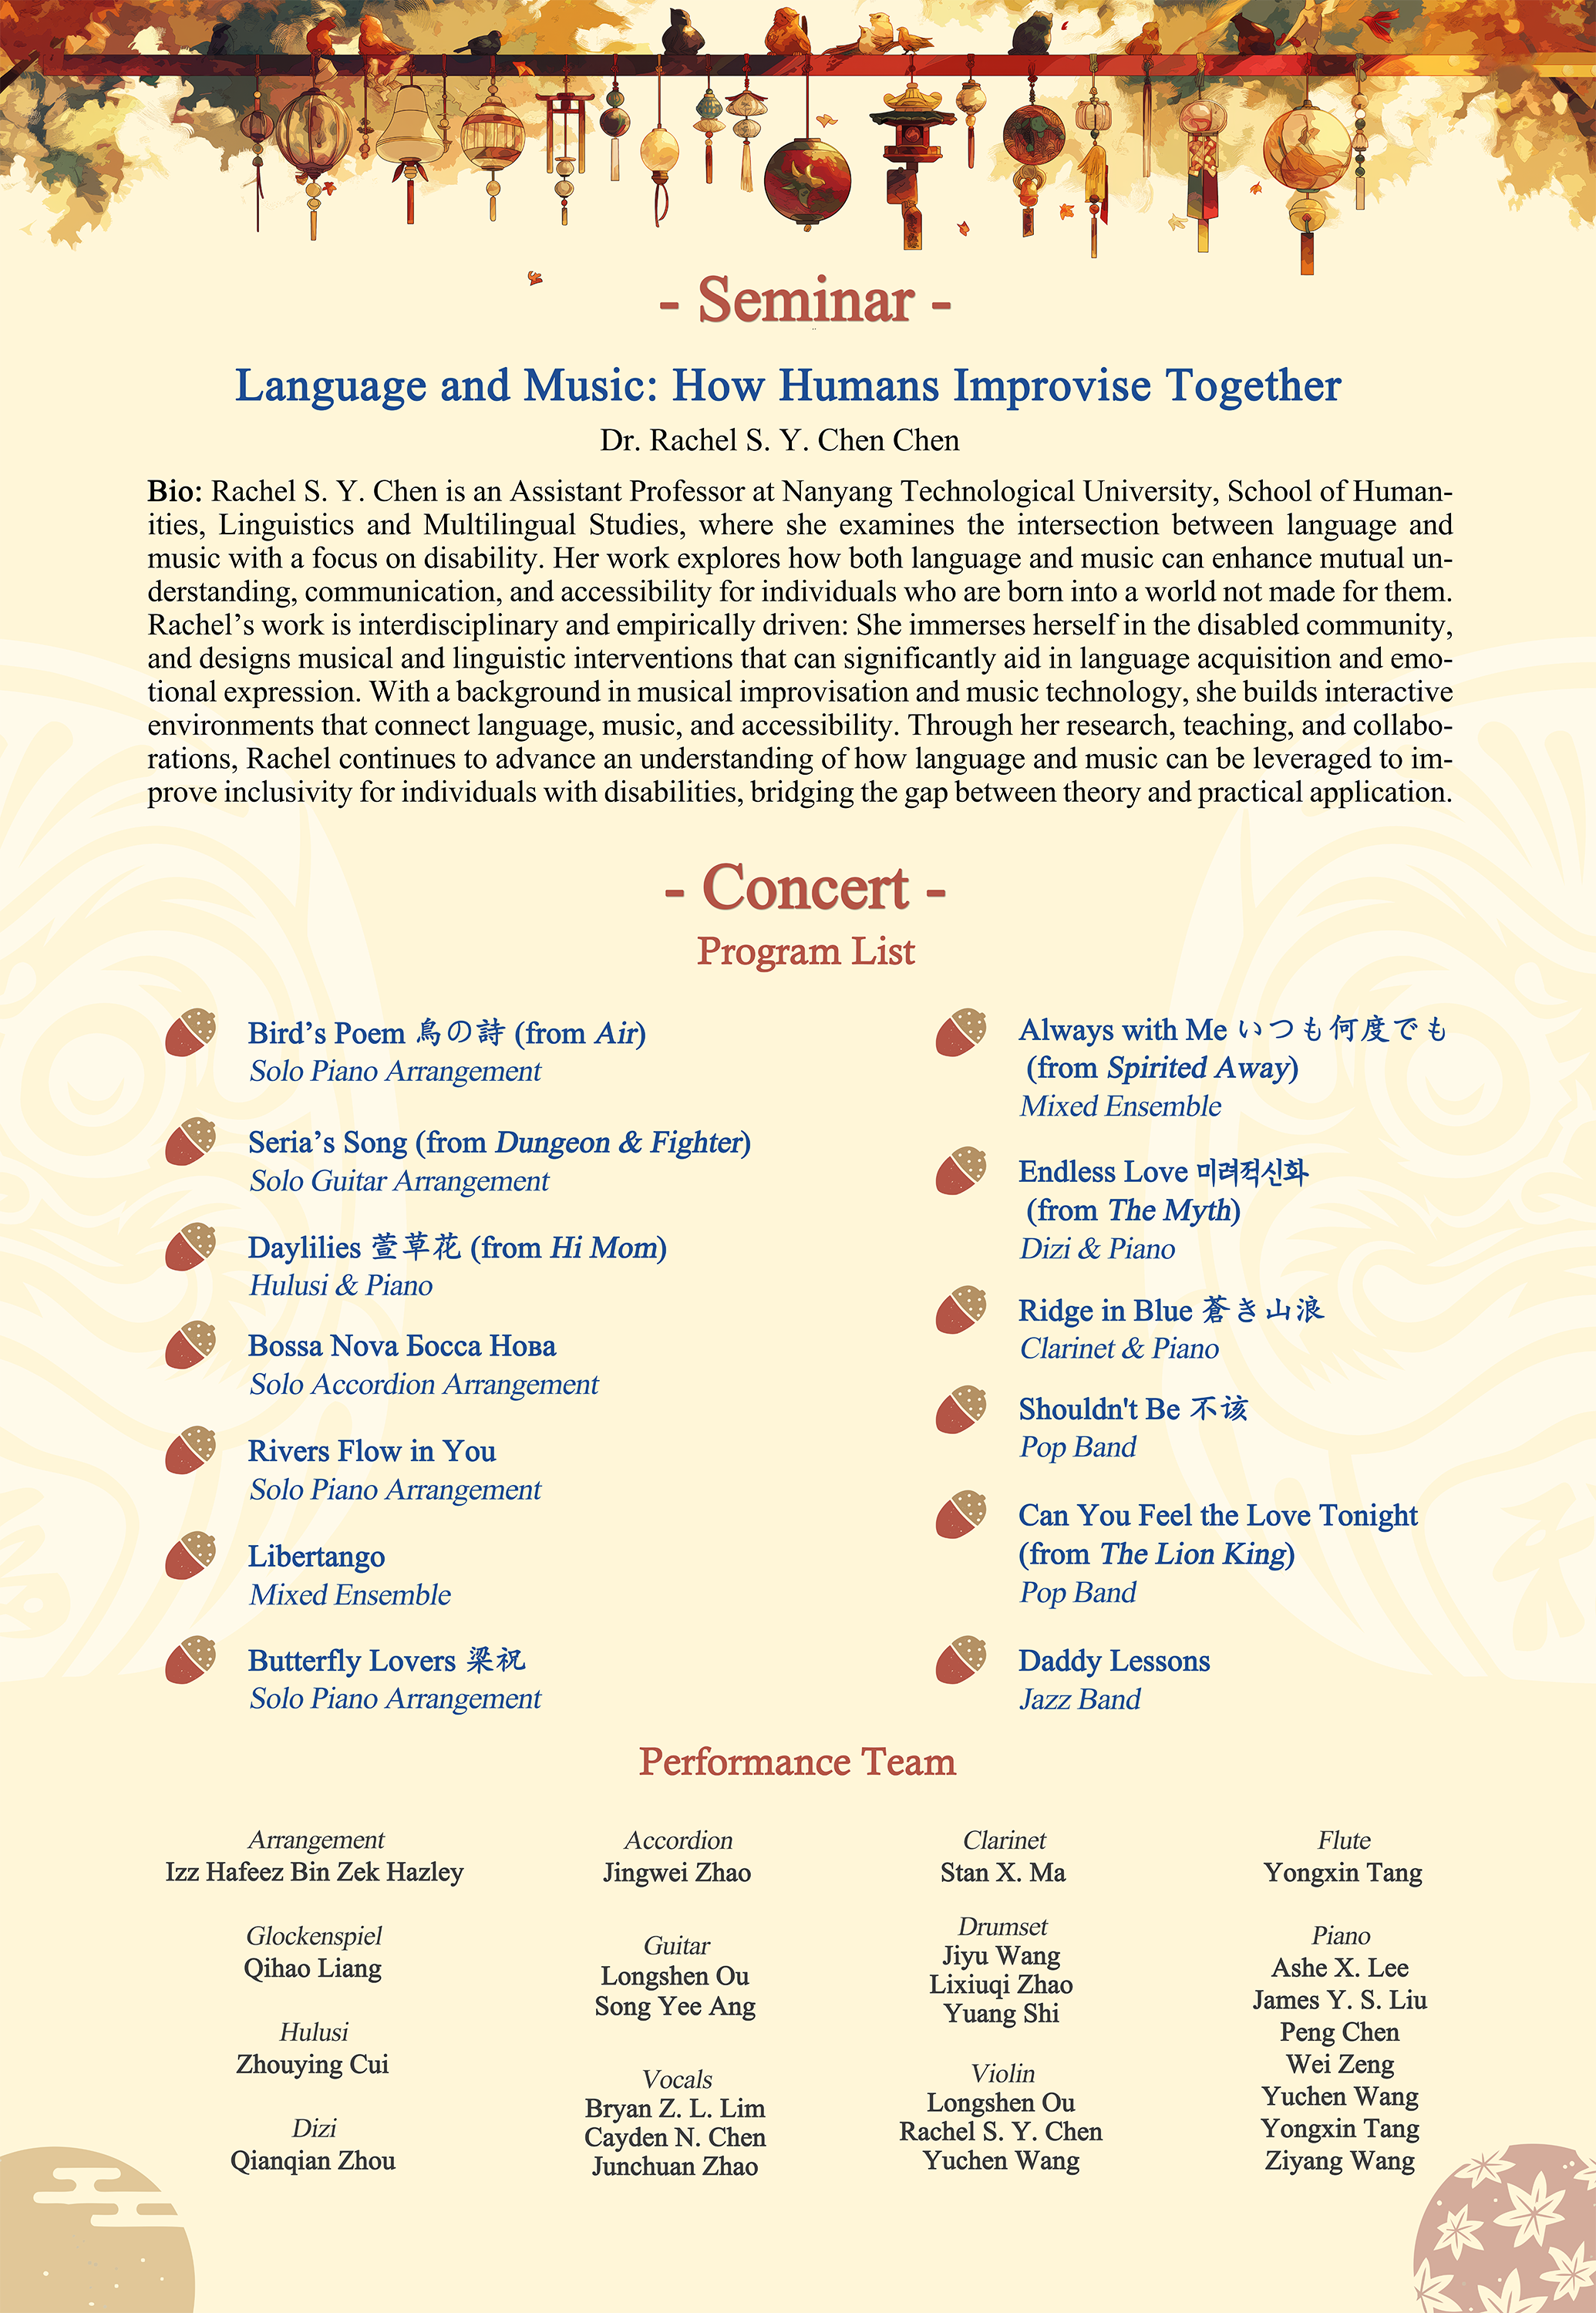 - Seminar -
Language and Music: How Humans Improvise Together
Dr. Rachel S. Y. Chen Chen
Bio: Rachel S. Y. Chen is an Assistant Professor at Nanyang Technological University, School of Human-
ities, Linguistics and Multilingual Studies, where she examines the intersection between language and
music with a focus on disability. Her work explores how both language and music can enhance mutual un-
derstanding, communication, and accessibility for individuals who are born into a world not made for them.
Rachel’s work is interdisciplinary and empirically driven: She immerses herself in the disabled community,
and designs musical and linguistic interventions that can significantly aid in language acquisition and emo-
tional expression. With a background in musical improvisation and music technology, she builds interactive
environments that connect language, music, and accessibility. Through her research, teaching, and collabo-
rations, Rachel continues to advance an understanding of how language and music can be leveraged to im-
prove inclusivity for individuals with disabilities, bridging the gap between theory and practical application.
- Concert -
Program List
Bird’s Poem 鳥の詩 (from Air)
Solo Piano Arrangement
Seria’s Song (from Dungeon & Fighter)
Solo Guitar Arrangement
Daylilies 萱草花 (from Hi Mom)
Hulusi & Piano
Bossa Nova Босса Нова
Solo Accordion Arrangement
Rivers Flow in You
Solo Piano Arrangement
Libertango
Mixed Ensemble
Butterfly Lovers 梁祝
Solo Piano Arrangement
Always with Me いつも何度でも
(from Spirited Away)
Mixed Ensemble
Endless Love 미려적신화
(from The Myth)
Dizi & Piano
Ridge in Blue 蒼き山浪
Clarinet & Piano
Shouldn't Be 不该
Pop Band
Can You Feel the Love Tonight
(from The Lion King)
Pop Band
Daddy Lessons
Jazz Band
Performance Team
Arrangement
Izz Hafeez Bin Zek Hazley
Glockenspiel
Qihao Liang
Hulusi
Zhouying Cui
Dizi
Qianqian Zhou
Accordion
Jingwei Zhao
Guitar
Longshen Ou
Song Yee Ang
Vocals
Bryan Z. L. Lim
Cayden N. Chen
Junchuan Zhao
Clarinet
Stan X. Ma
Drumset
Jiyu Wang
Lixiuqi Zhao
Yuang Shi
Violin
Longshen Ou
Rachel S. Y. Chen
Yuchen Wang
Flute
Yongxin Tang
Piano
Ashe X. Lee
James Y. S. Liu
Peng Chen
Wei Zeng
Yuchen Wang
Yongxin Tang
Ziyang Wang